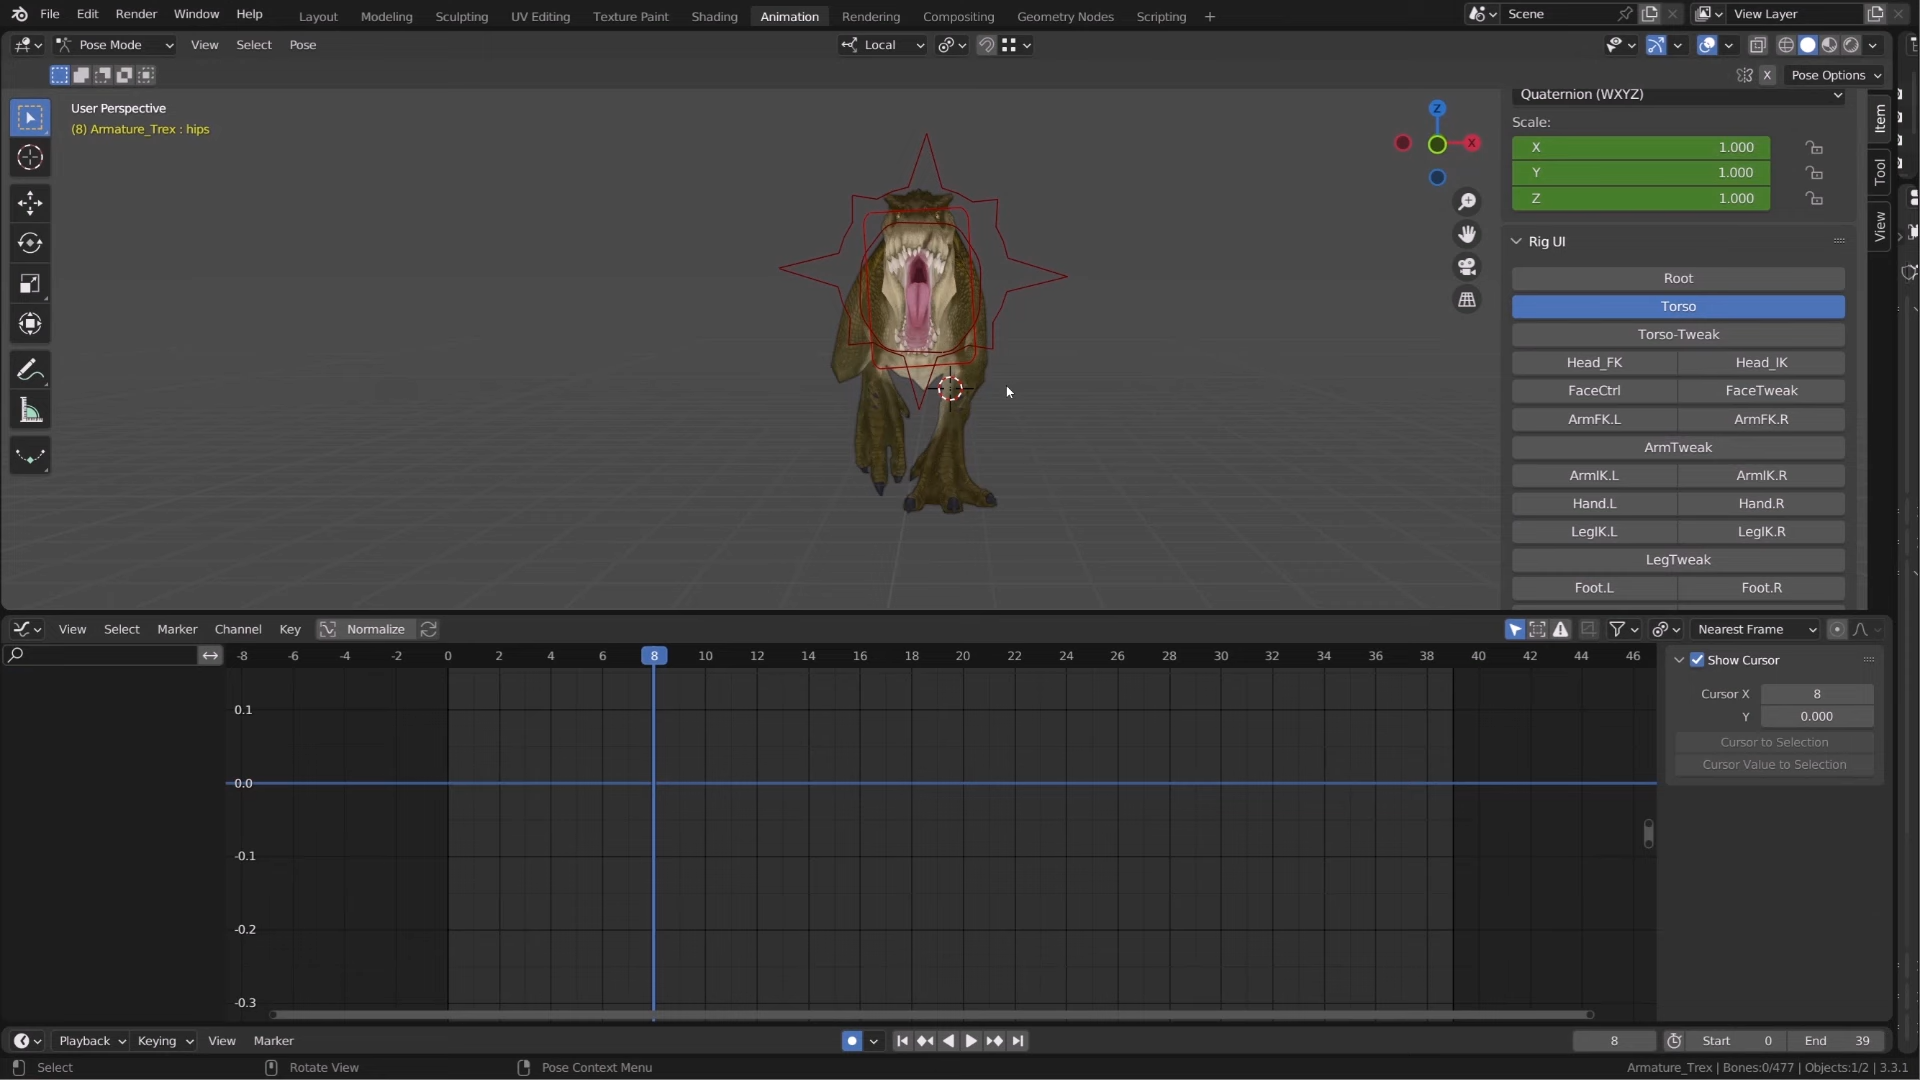 File Edit Render Window Help Layout Modeling Sculpting UV Editing Texture Paint Shading Animation Rendering Compositing Geometry Nodes Scripting + Scene View Layer
Pose Mode View Select Pose Local
X Pose Options
User Perspective
(8) Armature_Trex : hips
Z
X
Quaternion (WXYZ)
Scale:
X 1.000
Y 1.000
Z 1.000
Rig UI
Root
Torso
Torso-Tweak
Head_FK Head_IK
FaceCtrl FaceTweak
ArmFK.L ArmFK.R
ArmTweak
ArmIK.L ArmIK.R
Hand.L Hand.R
LegIK.L LegIK.R
LegTweak
Foot.L Foot.R
Item
Tool
View
View Select Marker Channel Key Normalize Nearest Frame
-8 -6 -4 -2 0 2 4 6 8 10 12 14 16 18 20 22 24 26 28 30 32 34 36 38 40 42 44 46
0.1
0.0
-0.1
-0.2
-0.3
Show Cursor
Cursor X 8
Y 0.000
Cursor to Selection
Cursor Value to Selection
Playback Keying View Marker 8 Start 0 End 39
Select Rotate View Pose Context Menu Armature_Trex | Bones:0/477 | Objects:1/2 | 3.3.1